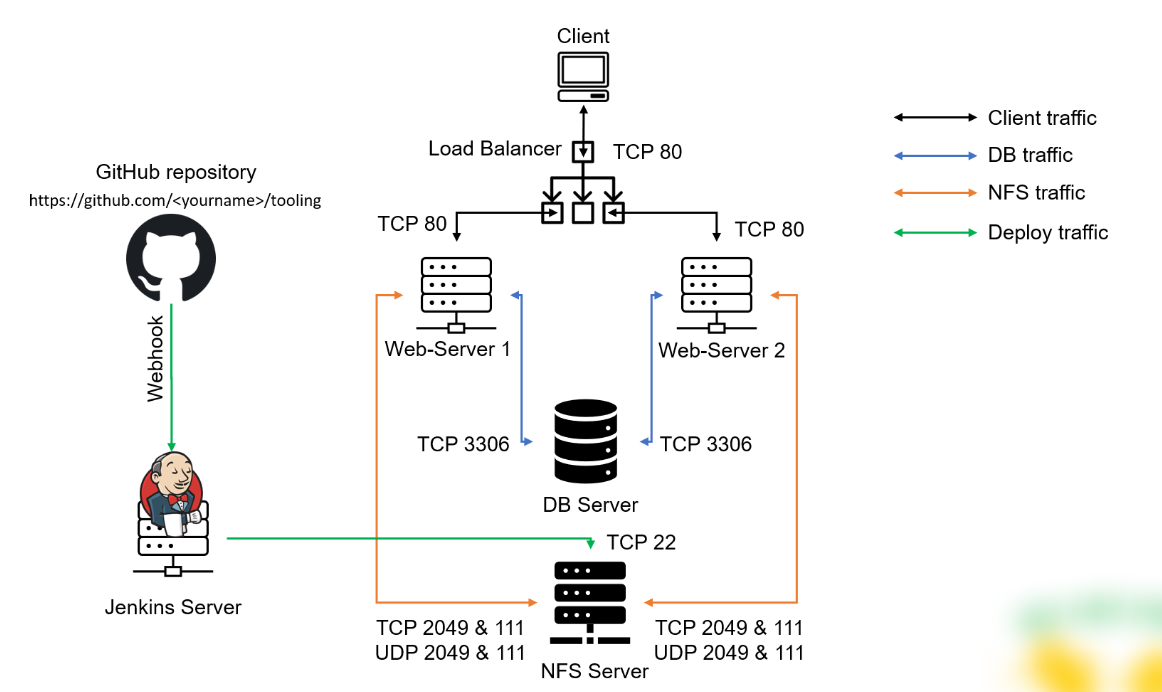 Client
Load Balancer
TCP 80
Client traffic
DB traffic
NFS traffic
Deploy traffic
GitHub repository
https://github.com/<yourname>/tooling
TCP 80
TCP 80
Webhook
Web-Server 1
Web-Server 2
TCP 3306
TCP 3306
DB Server
TCP 22
Jenkins Server
TCP 2049 & 111
UDP 2049 & 111
TCP 2049 & 111
UDP 2049 & 111
NFS Server